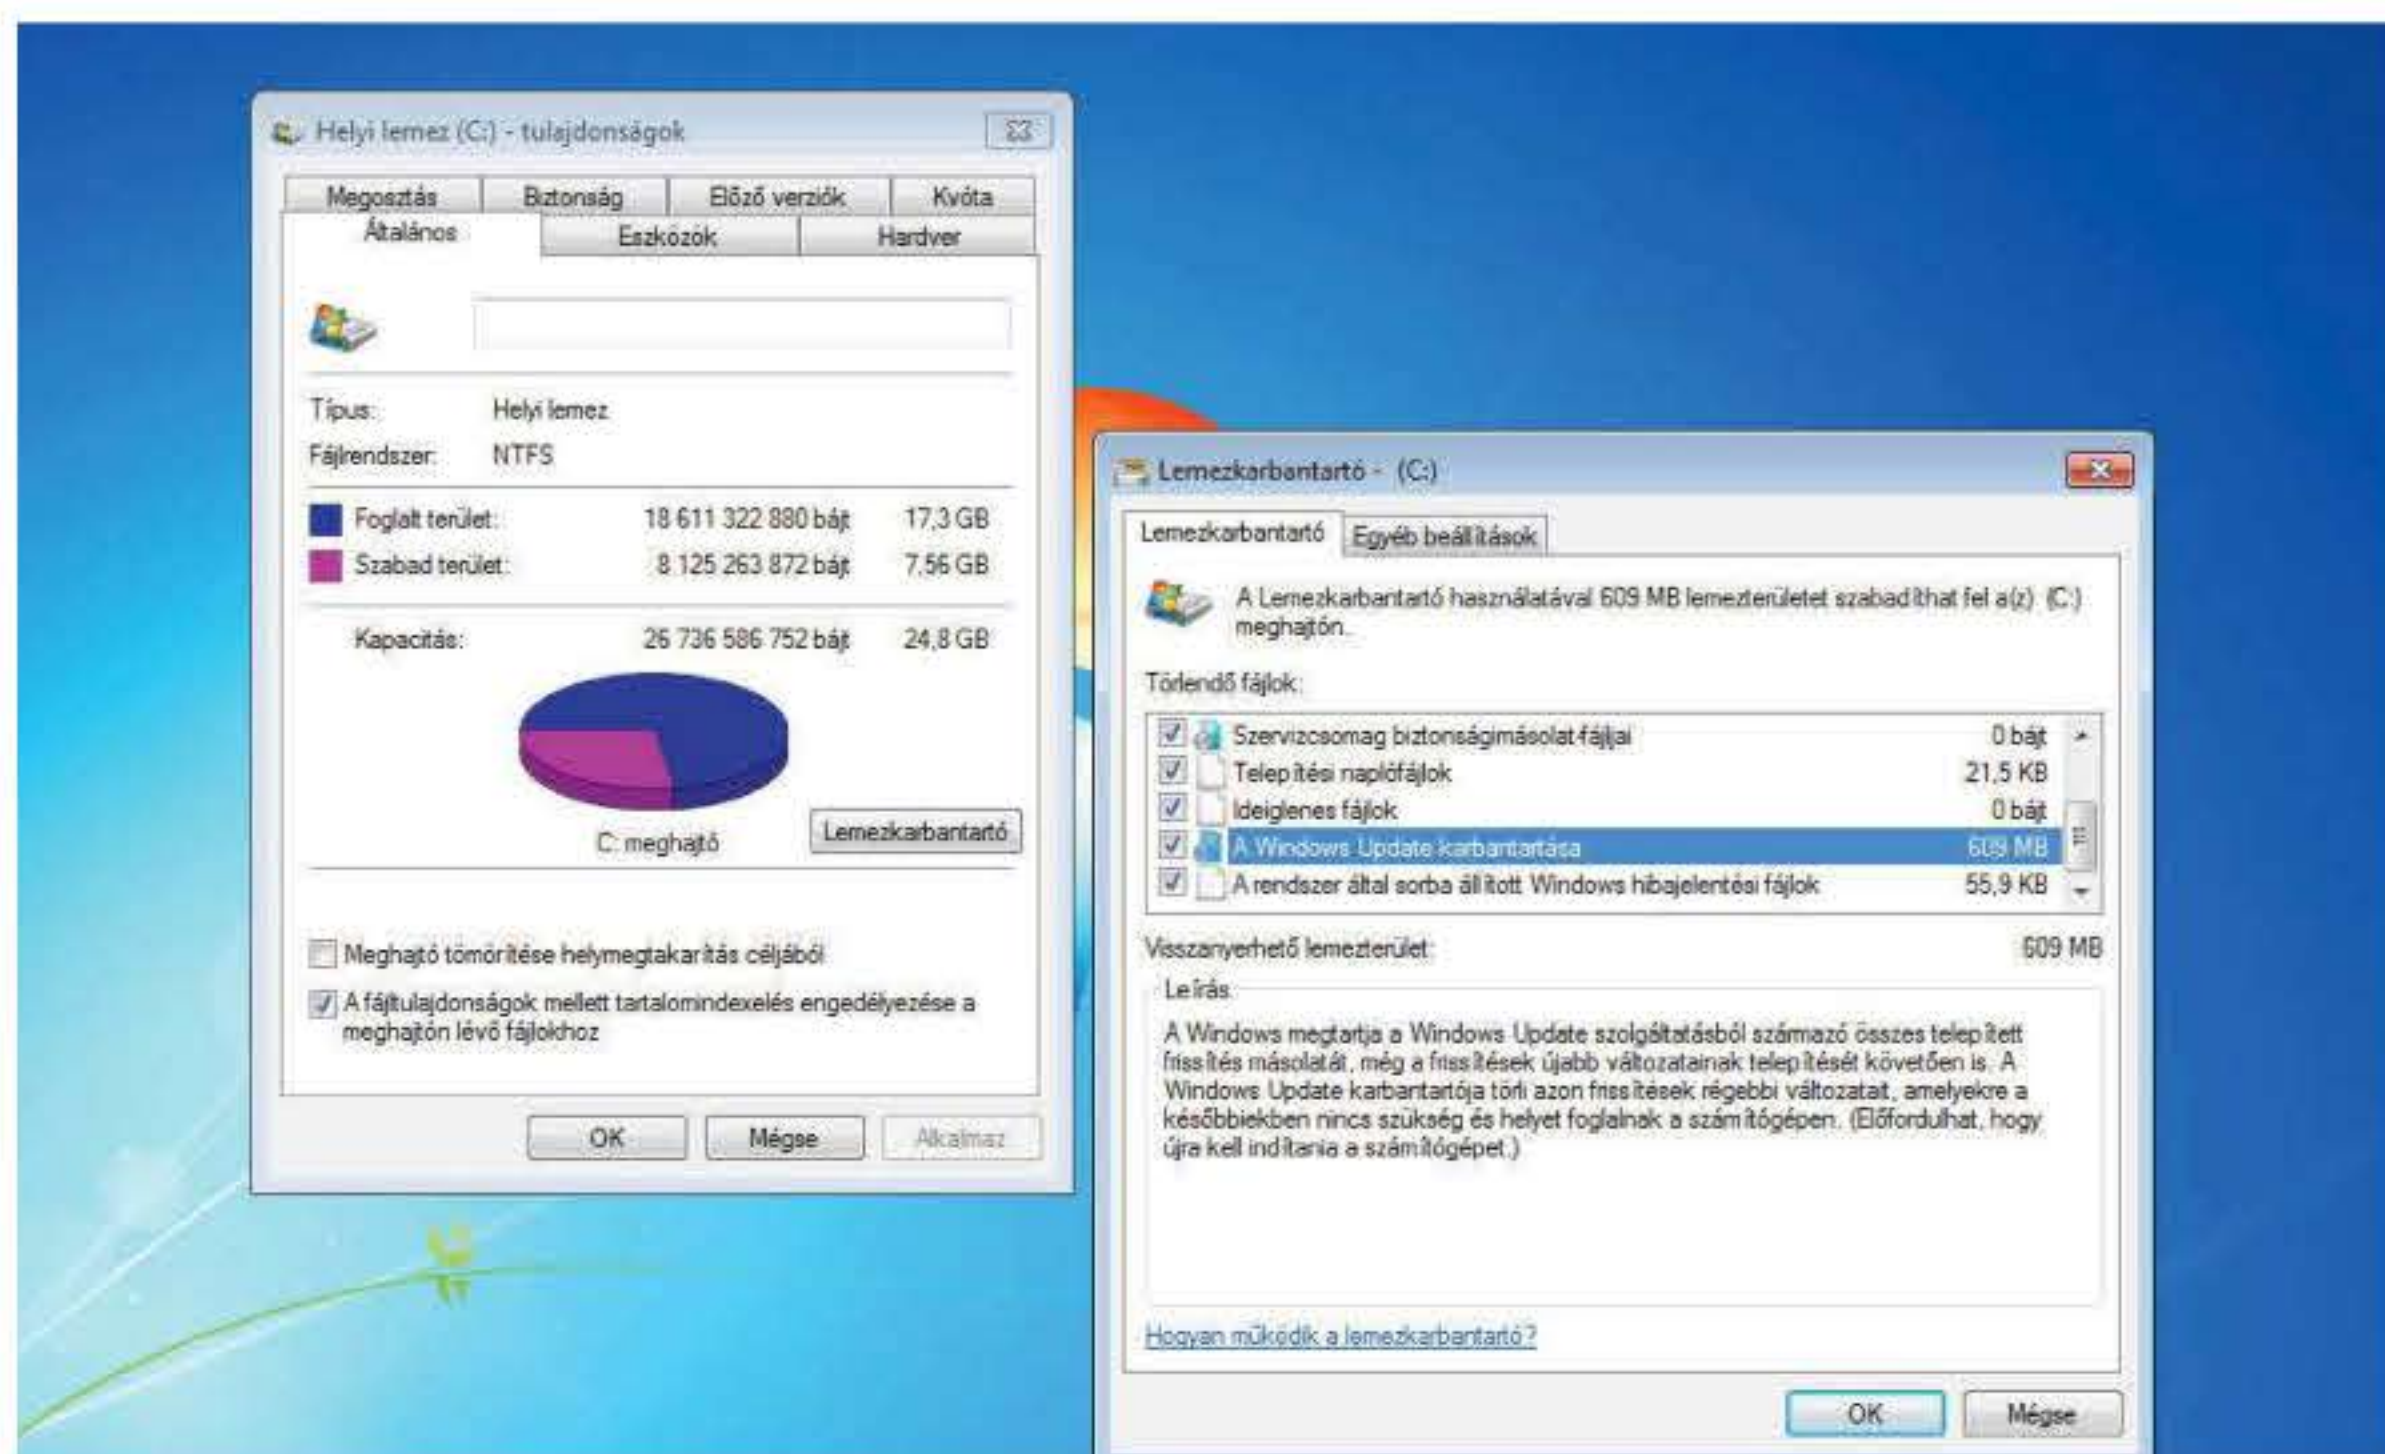 Helyi lemez (C:) - tulajdonságok
Megosztás Biztonság Előző verziók Kvóta
Általános Eszközök Hardver
Típus: Helyi lemez
Fájlrendszer: NTFS
Foglalt terület: 18 611 322 880 bájt 17,3 GB
Szabad terület: 8 125 263 872 bájt 7,56 GB
Kapacitás: 26 736 586 752 bájt 24,8 GB
C: meghajtó Lemezkarbantartó
Meghajtó tömörítése helymegtakarítás céljából
A fájltulajdonságok mellett tartalomindexelés engedélyezése a
meghajtón lévő fájlokhoz
OK Mégse Alkalmaz
Lemezkarbantartó - (C:)
Lemezkarbantartó Egyéb beállítások
A Lemezkarbantartó használatával 609 MB lemezterületet szabadíthat fel a(z) (C:)
meghajtón.
Törlendő fájlok:
Szervizcsomag biztonságimásolat-fájljai 0 bájt
Telepítési naplófájlok 21,5 KB
Ideiglenes fájlok 0 bájt
A Windows Update karbantartása 609 MB
A rendszer által sorba állított Windows hibajelentési fájlok 55,9 KB
Visszanyerhető lemezterület: 609 MB
Leírás
A Windows megtartja a Windows Update szolgáltatásból származó összes telepített
frissítés másolatát, még a frissítések újabb változatainak telepítését követően is. A
Windows Update karbantartója törli azon frissítések régebbi változatait, amelyekre a
későbbiekben nincs szükség és helyet foglalnak a számítógépen. (Előfordulhat, hogy
újra kell indítania a számítógépet.)
Hogyan működik a lemezkarbantartó?
OK Mégse